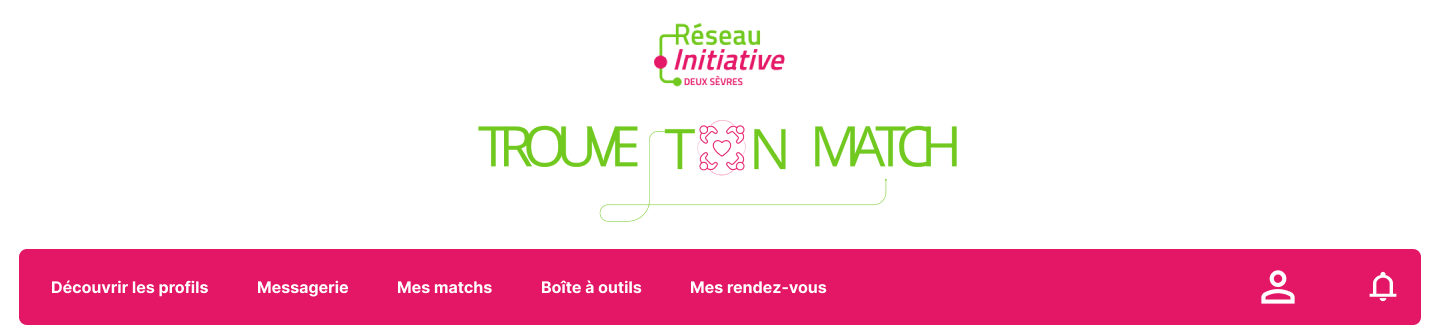 Réseau
Initiative
DEUX SÈVRES
TROUVE TON MATCH
Découvrir les profils Messagerie Mes matchs Boîte à outils Mes rendez-vous